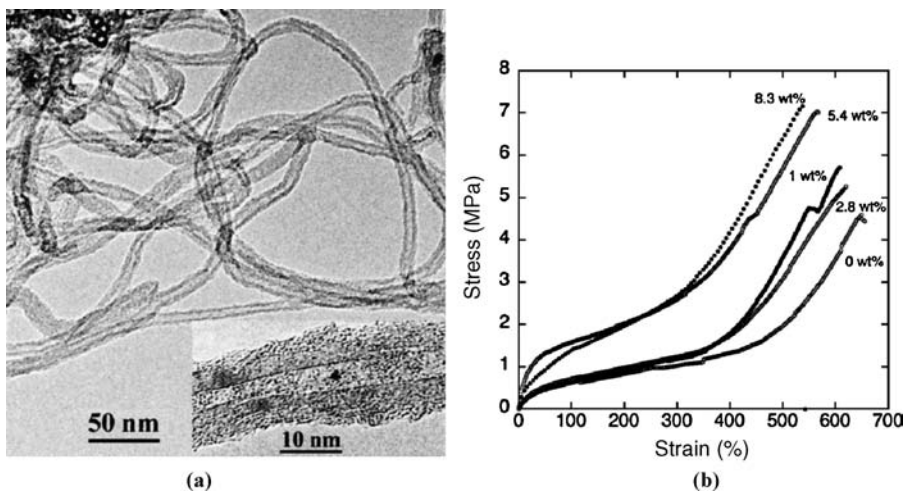 50 nm
10 nm
(a)
8
7
6
5
4
3
2
1
0
0 100 200 300 400 500 600 700
Stress (MPa)
Strain (%)
8.3 wt%
5.4 wt%
1 wt%
2.8 wt%
0 wt%
(b)